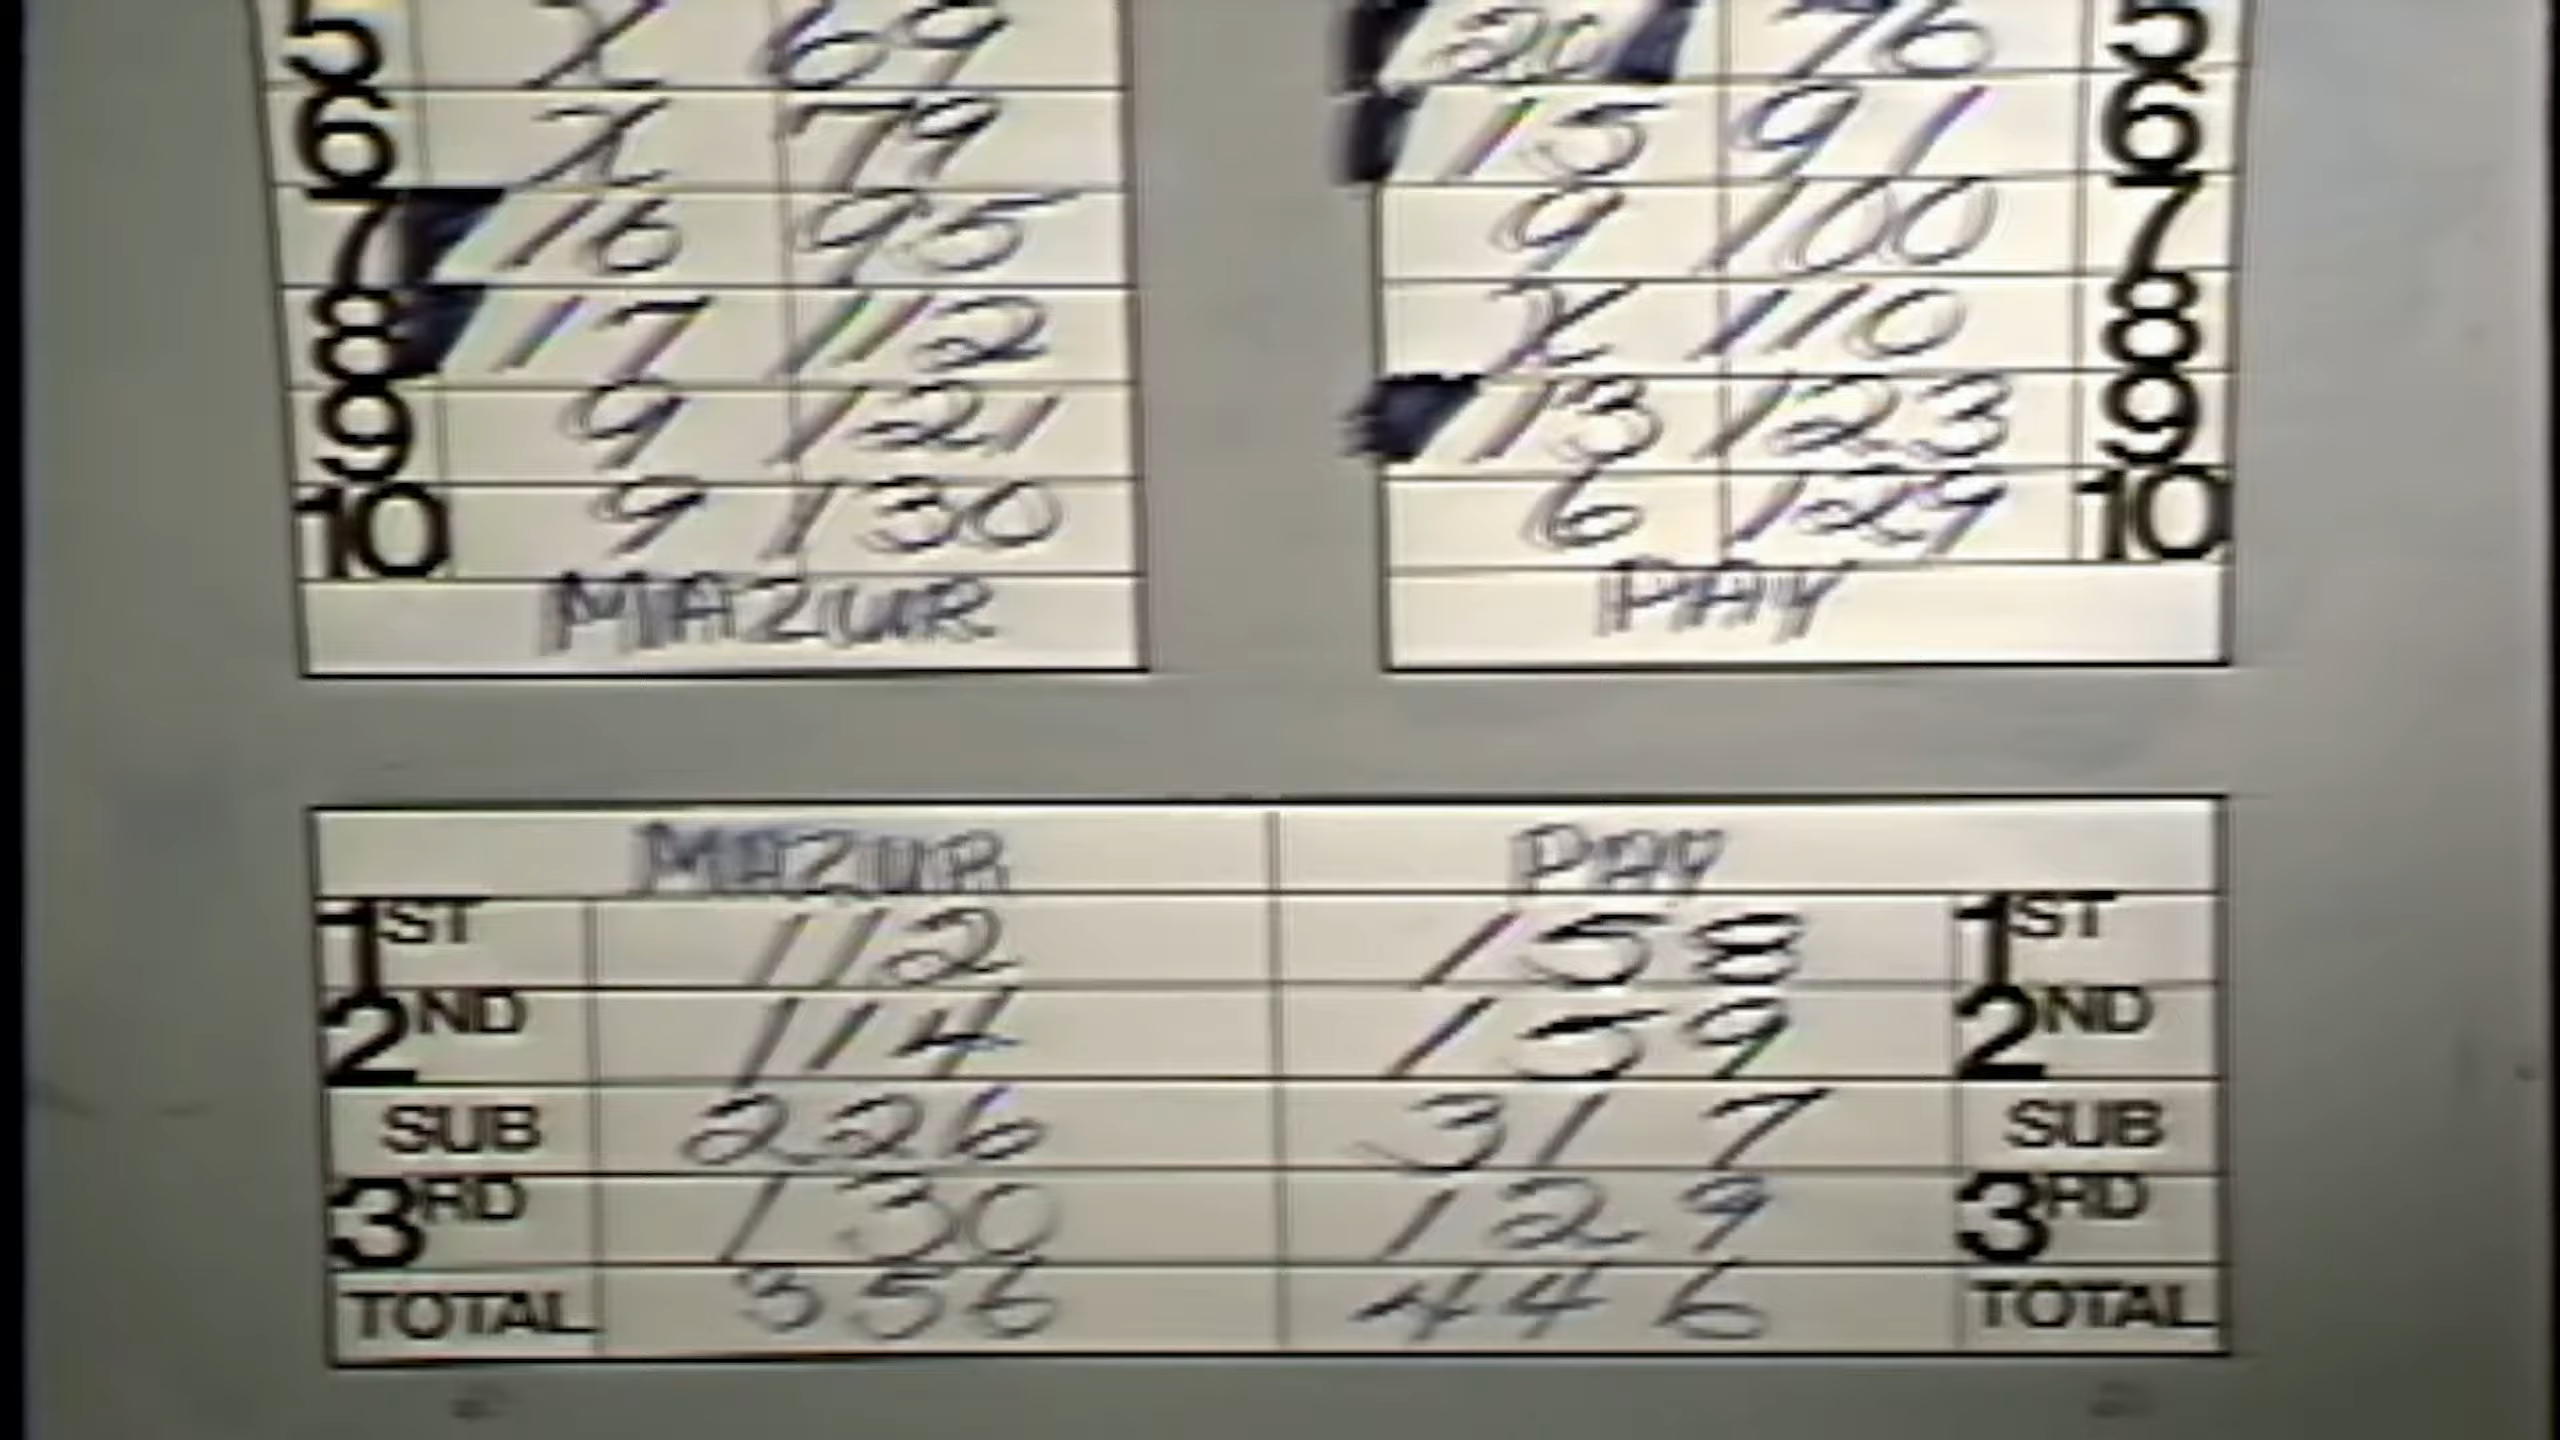 5 X 69 20 76 5
6 X 79 15 91 6
7 16 95 9 100 7
8 17 112 X 110 8
9 9 121 13 123 9
10 9 130 6 129 10
MAZUR PAY
MAZUR PAY
1ST 112 158 1ST
2ND 114 159 2ND
SUB 226 317 SUB
3RD 130 129 3RD
TOTAL 356 446 TOTAL